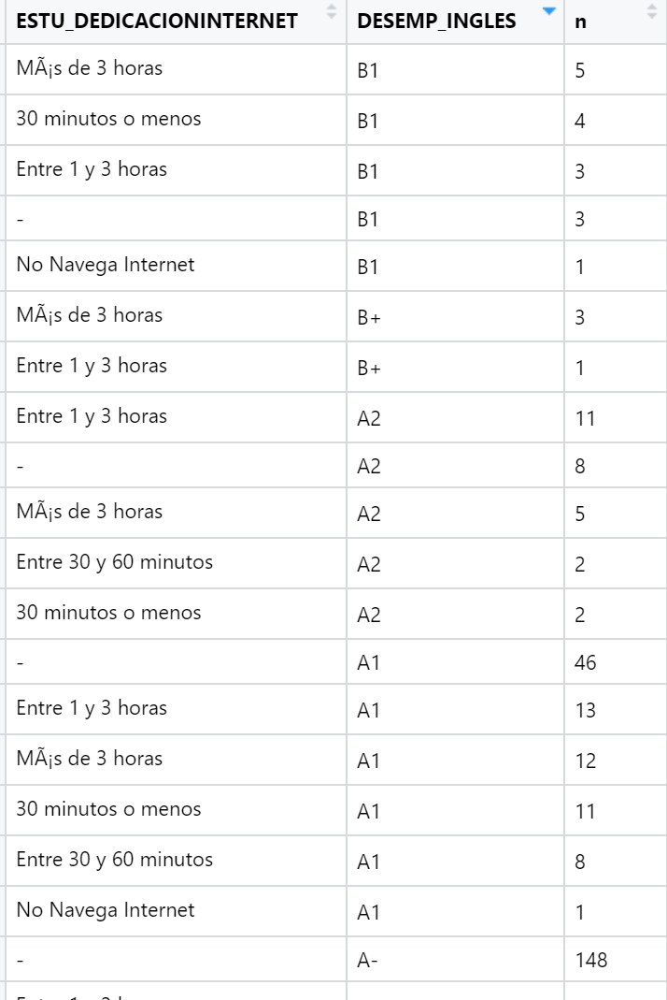 ESTU_DEDICACIONINTERNET DESEMP_INGLES n
MÃ¡s de 3 horas B1 5
30 minutos o menos B1 4
Entre 1 y 3 horas B1 3
- B1 3
No Navega Internet B1 1
MÃ¡s de 3 horas B+ 3
Entre 1 y 3 horas B+ 1
Entre 1 y 3 horas A2 11
- A2 8
MÃ¡s de 3 horas A2 5
Entre 30 y 60 minutos A2 2
30 minutos o menos A2 2
- A1 46
Entre 1 y 3 horas A1 13
MÃ¡s de 3 horas A1 12
30 minutos o menos A1 11
Entre 30 y 60 minutos A1 8
No Navega Internet A1 1
- A- 148